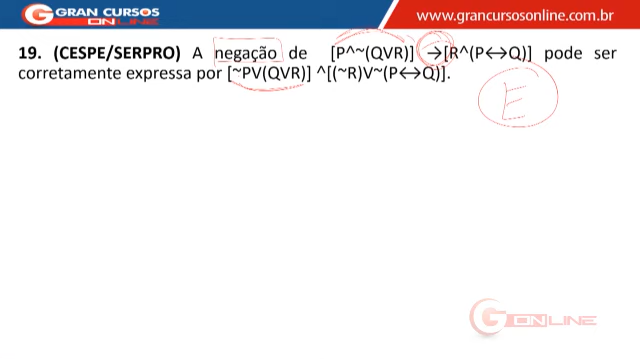 GRAN CURSOS
ONLINE
www.grancursosonline.com.br
19. (CESPE/SERPRO) A negação de [P^~(QVR)] →[R^(P↔Q)] pode ser
corretamente expressa por [~PV(QVR)] ^[(~R)V~(P↔Q)].
E
G ONLINE